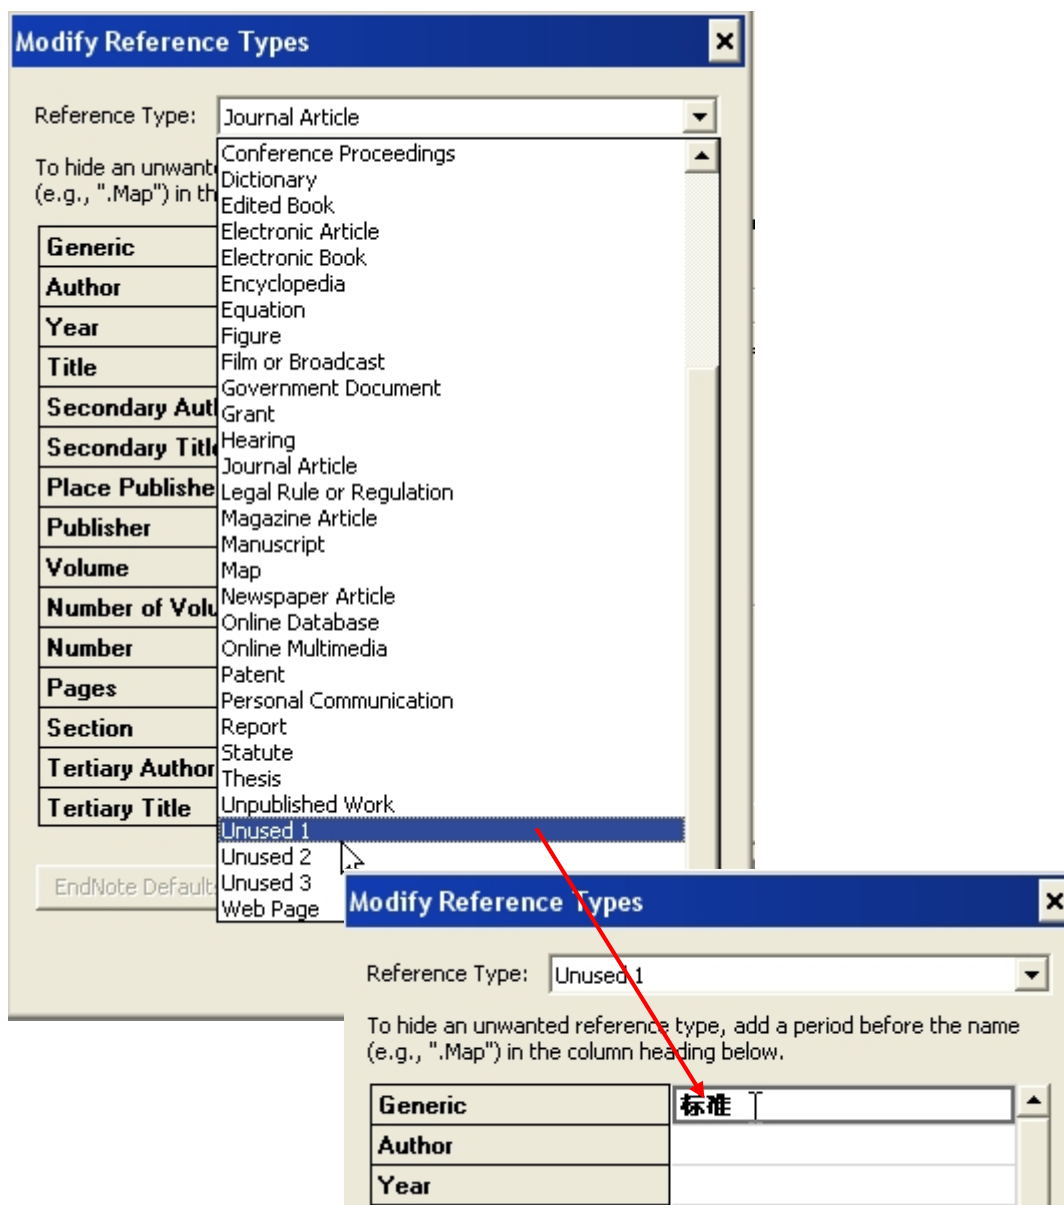 Modify Reference Types
Reference Type: Journal Article
To hide an unwant
(e.g., ".Map") in th
Conference Proceedings
Dictionary
Edited Book
Electronic Article
Electronic Book
Encyclopedia
Equation
Figure
Film or Broadcast
Government Document
Grant
Hearing
Journal Article
Legal Rule or Regulation
Magazine Article
Manuscript
Map
Newspaper Article
Online Database
Online Multimedia
Patent
Personal Communication
Report
Statute
Thesis
Unpublished Work
Unused 1
Unused 2
Unused 3
Web Page
Generic
Author
Year
Title
Secondary Aut
Secondary Title
Place Publishe
Publisher
Volume
Number of Volu
Number
Pages
Section
Tertiary Author
Tertiary Title
EndNote Defaults
Modify Reference Types
Reference Type: Unused 1
To hide an unwanted reference type, add a period before the name
(e.g., ".Map") in the column heading below.
Generic 标准
Author
Year